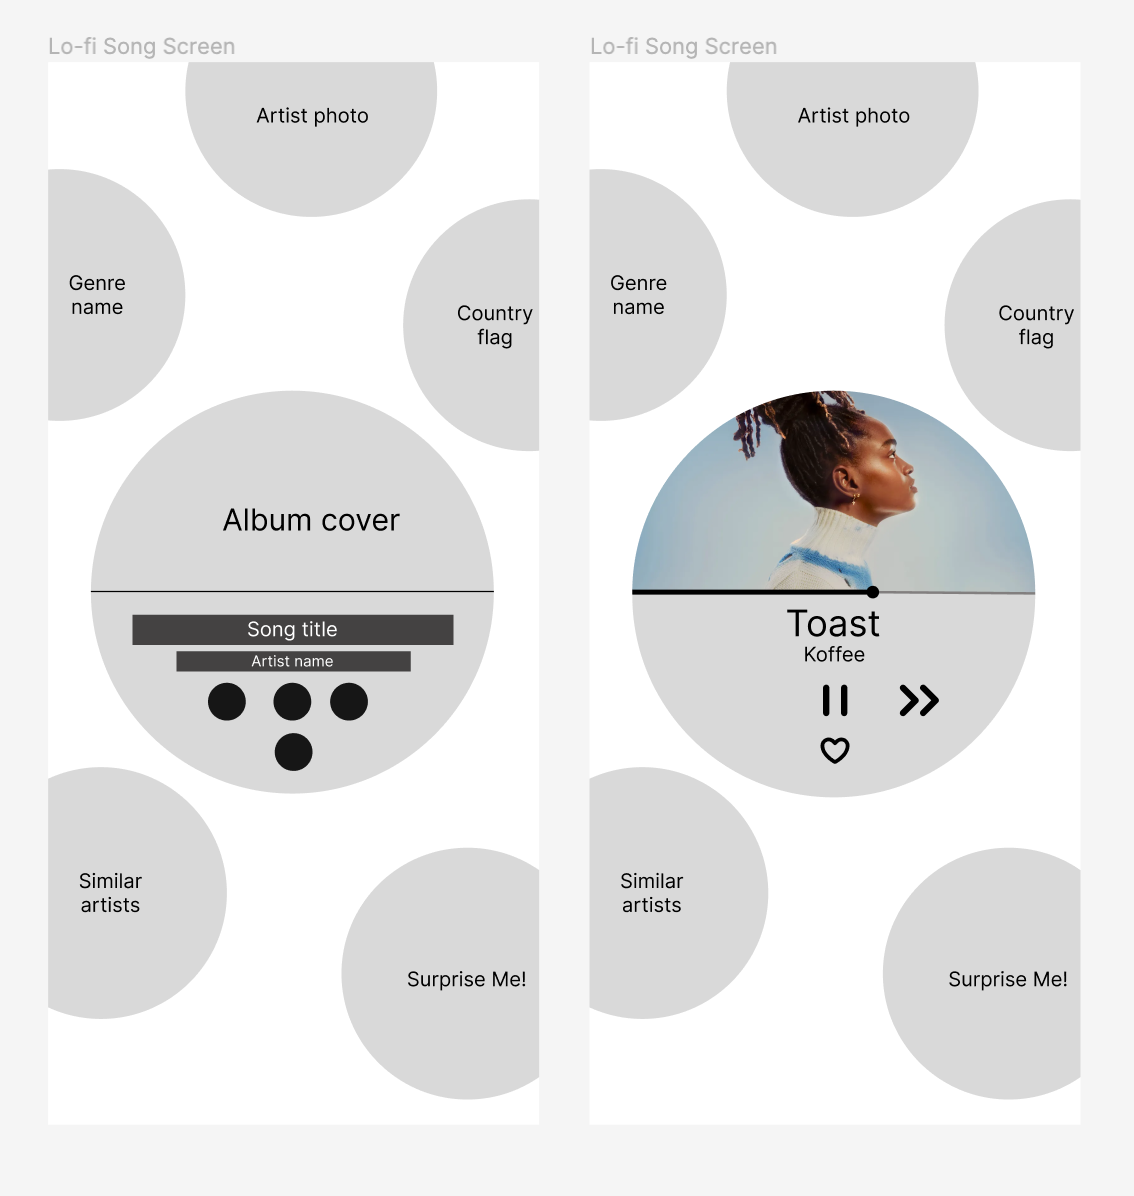 Lo-fi Song Screen
Artist photo
Genre
name
Country
flag
Album cover
Song title
Artist name
Similar
artists
Surprise Me!
Lo-fi Song Screen
Artist photo
Genre
name
Country
flag
Toast
Koffee
Similar
artists
Surprise Me!